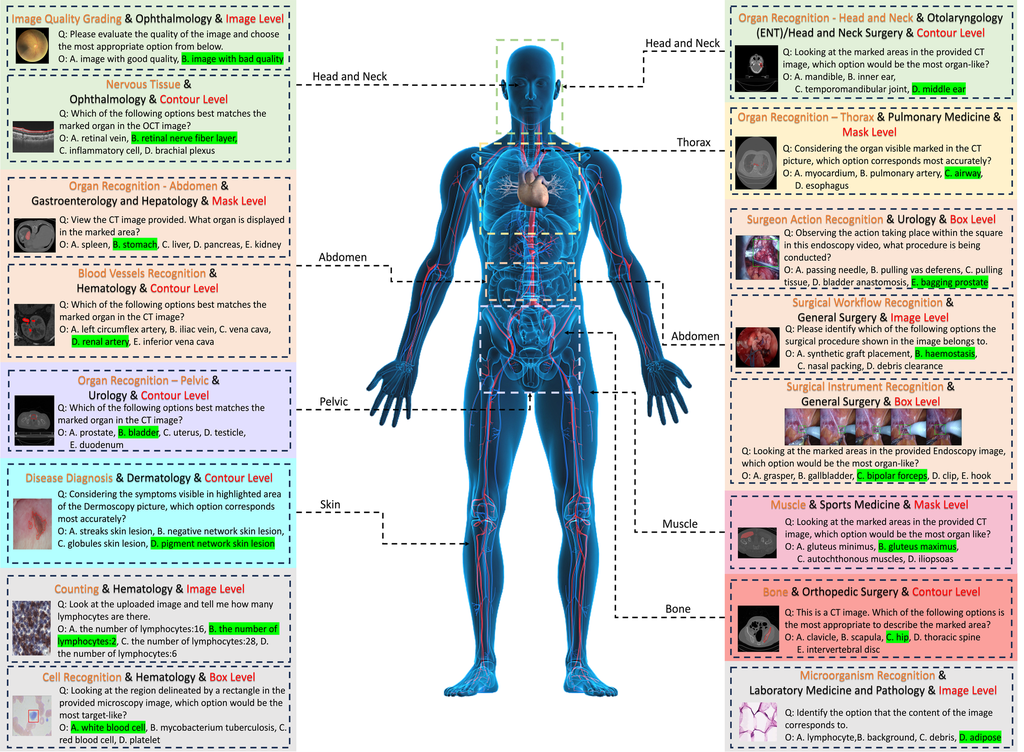 Image Quality Grading & Ophthalmology & Image Level
Q: Please evaluate the quality of the image and choose
the most appropriate option from below.
O: A. image with good quality, B. image with bad quality
Nervous Tissue &
Ophthalmology & Contour Level
Q: Which of the following options best matches the
marked organ in the OCT image?
O: A. retinal vein, B. retinal nerve fiber layer,
C. inflammatory cell, D. brachial plexus
Organ Recognition - Abdomen &
Gastroenterology and Hepatology & Mask Level
Q: View the CT image provided. What organ is displayed
in the marked area?
O: A. spleen, B. stomach, C. liver, D. pancreas, E. kidney
Blood Vessels Recognition &
Hematology & Contour Level
Q: Which of the following options best matches the
marked organ in the CT image?
O: A. left circumflex artery, B. iliac vein, C. vena cava,
D. renal artery, E. inferior vena cava
Organ Recognition – Pelvic &
Urology & Contour Level
Q: Which of the following options best matches the
marked organ in the CT image?
O: A. prostate, B. bladder, C. uterus, D. testicle,
E. duodenum
Disease Diagnosis & Dermatology & Contour Level
Q: Considering the symptoms visible in highlighted area
of the Dermoscopy picture, which option corresponds
most accurately?
O: A. streaks skin lesion, B. negative network skin lesion,
C. globules skin lesion, D. pigment network skin lesion
Counting & Hematology & Image Level
Q: Look at the uploaded image and tell me how many
lymphocytes are there.
O: A. the number of lymphocytes:16, B. the number of
lymphocytes:2, C. the number of lymphocytes:28, D.
the number of lymphocytes:6
Cell Recognition & Hematology & Box Level
Q: Looking at the region delineated by a rectangle in the
provided microscopy image, which option would be the
most target-like?
O: A. white blood cell, B. mycobacterium tuberculosis, C.
red blood cell, D. platelet
Head and Neck
Abdomen
Pelvic
Skin
Head and Neck
Thorax
Abdomen
Muscle
Bone
Organ Recognition - Head and Neck & Otolaryngology
(ENT)/Head and Neck Surgery & Contour Level
Q: Looking at the marked areas in the provided CT
image, which option would be the most organ-like?
O: A. mandible, B. inner ear,
C. temporomandibular joint, D. middle ear
Organ Recognition – Thorax & Pulmonary Medicine &
Mask Level
Q: Considering the organ visible marked in the CT
picture, which option corresponds most accurately?
O: A. myocardium, B. pulmonary artery, C. airway,
D. esophagus
Surgeon Action Recognition & Urology & Box Level
Q: Observing the action taking place within the square
in this endoscopy video, what procedure is being
conducted?
O: A. passing needle, B. pulling vas deferens, C. pulling
tissue, D. bladder anastomosis, E. bagging prostate
Surgical Workflow Recognition &
General Surgery & Image Level
Q: Please identify which of the following options the
surgical procedure shown in the image belongs to.
O: A. synthetic graft placement, B. haemostasis,
C. nasal packing, D. debris clearance
Surgical Instrument Recognition &
General Surgery & Box Level
Q: Looking at the marked areas in the provided Endoscopy image,
which option would be the most organ-like?
O: A. grasper, B. gallbladder, C. bipolar forceps, D. clip, E. hook
Muscle & Sports Medicine & Mask Level
Q: Looking at the marked areas in the provided CT
image, which option would be the most organ like?
O: A. gluteus minimus, B. gluteus maximus,
C. autochthonous muscles, D. iliopsoas
Bone & Orthopedic Surgery & Contour Level
Q: This is a CT image. Which of the following options is
the most appropriate to describe the marked area?
O: A. clavicle, B. scapula, C. hip, D. thoracic spine
E. intervertebral disc
Microorganism Recognition &
Laboratory Medicine and Pathology & Image Level
Q: Identify the option that the content of the image
corresponds to.
O: A. lymphocyte,B. background, C. debris, D. adipose